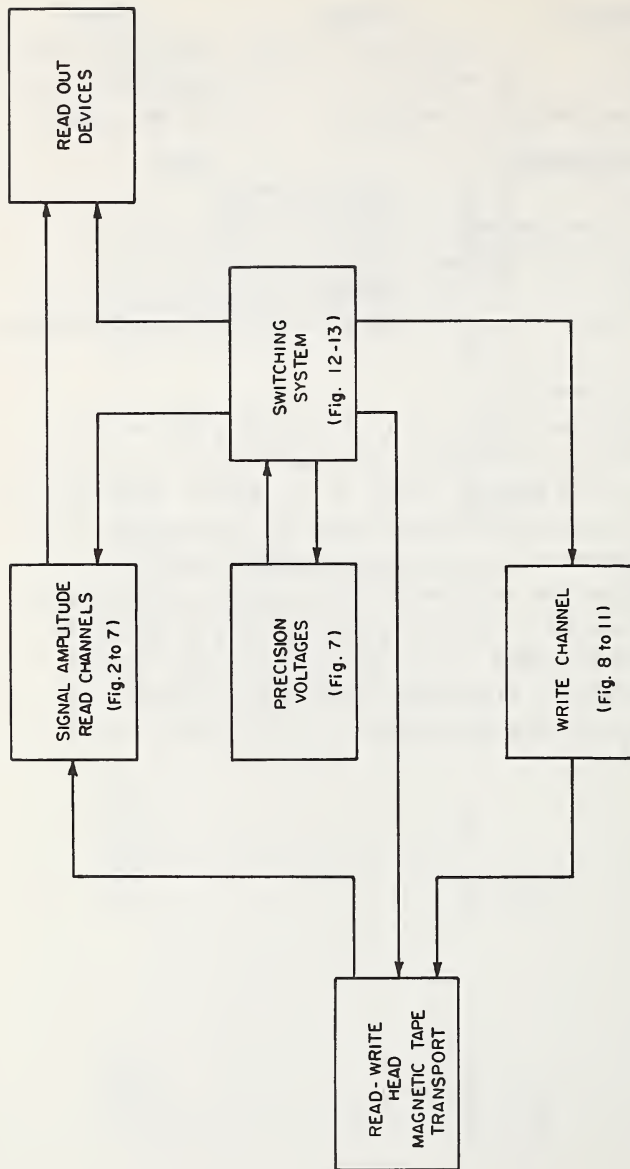 READ OUT
DEVICES
SIGNAL AMPLITUDE
READ CHANNELS
(Fig. 2 to 7)
SWITCHING
SYSTEM
(Fig. 12-13)
PRECISION
VOLTAGES
(Fig. 7)
WRITE CHANNEL
(Fig. 8 to 11)
READ-WRITE
HEAD
MAGNETIC TAPE
TRANSPORT